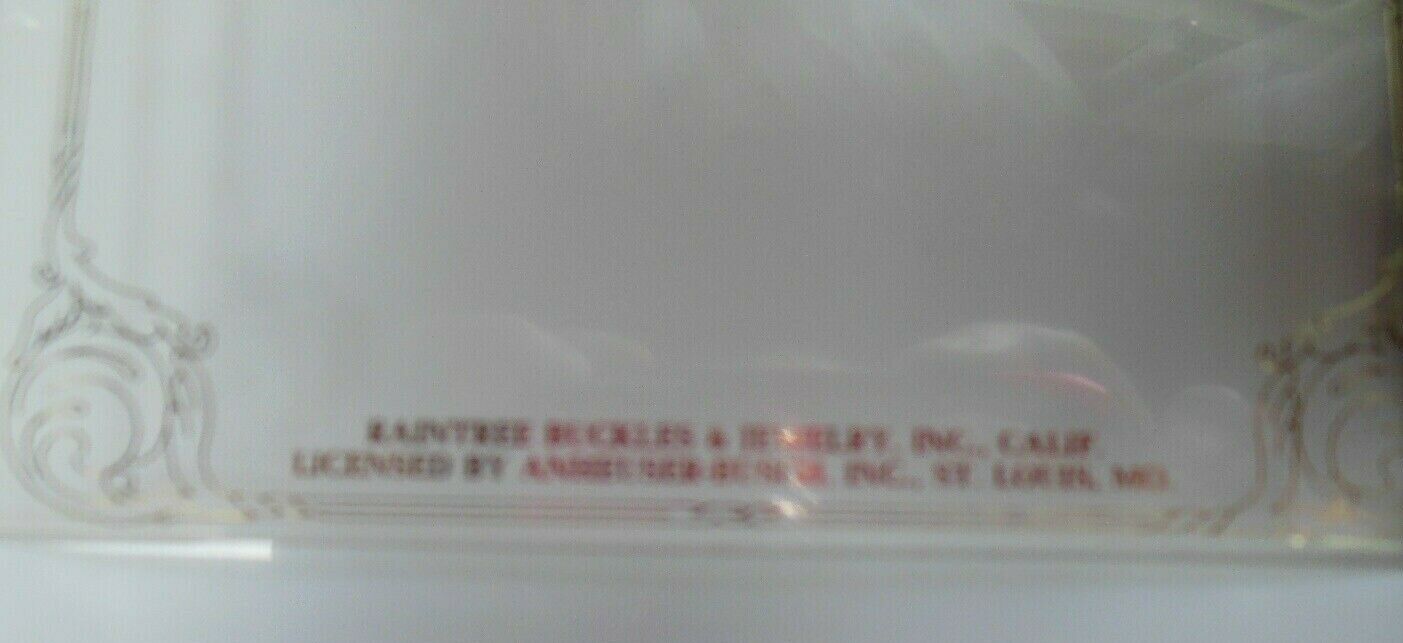 RAINTREE BUCKLES & JEWELRY, INC., CALIF.
LICENSED BY ANHEUSER-BUSCH, INC., ST. LOUIS, MO.